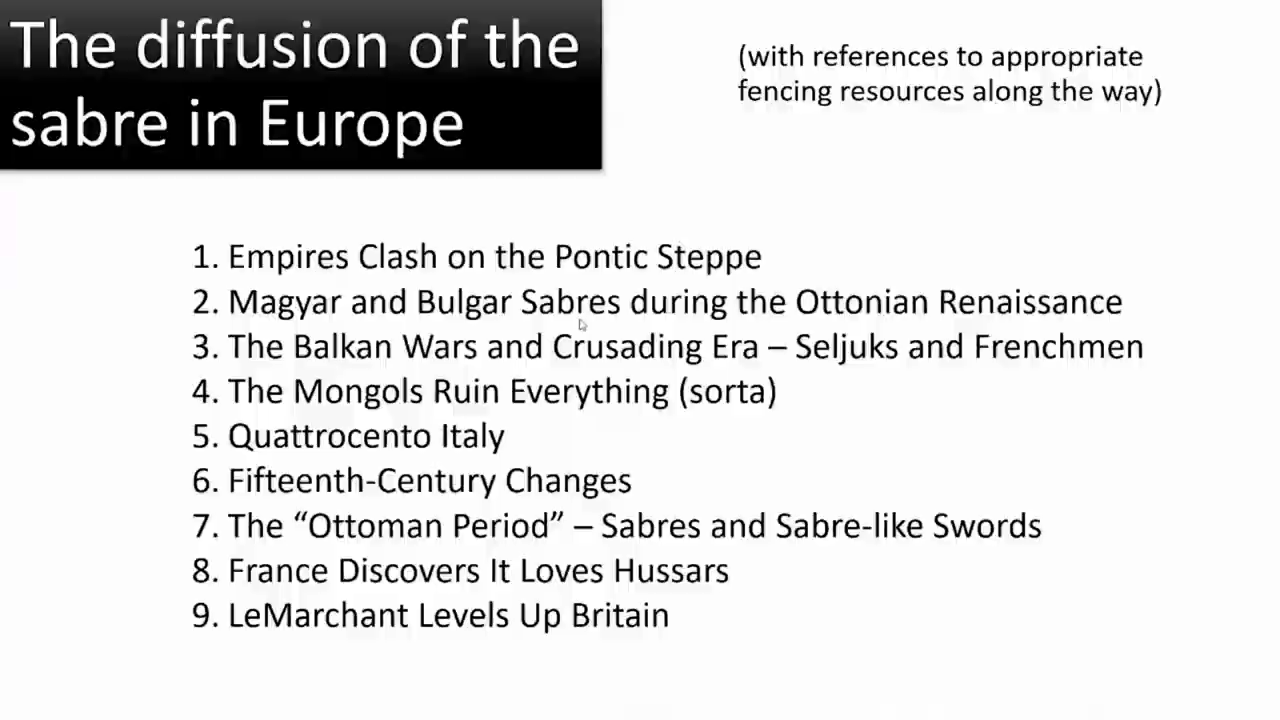 The diffusion of the
sabre in Europe
(with references to appropriate
fencing resources along the way)
1. Empires Clash on the Pontic Steppe
2. Magyar and Bulgar Sabres during the Ottonian Renaissance
3. The Balkan Wars and Crusading Era – Seljuks and Frenchmen
4. The Mongols Ruin Everything (sorta)
5. Quattrocento Italy
6. Fifteenth-Century Changes
7. The “Ottoman Period” – Sabres and Sabre-like Swords
8. France Discovers It Loves Hussars
9. LeMarchant Levels Up Britain